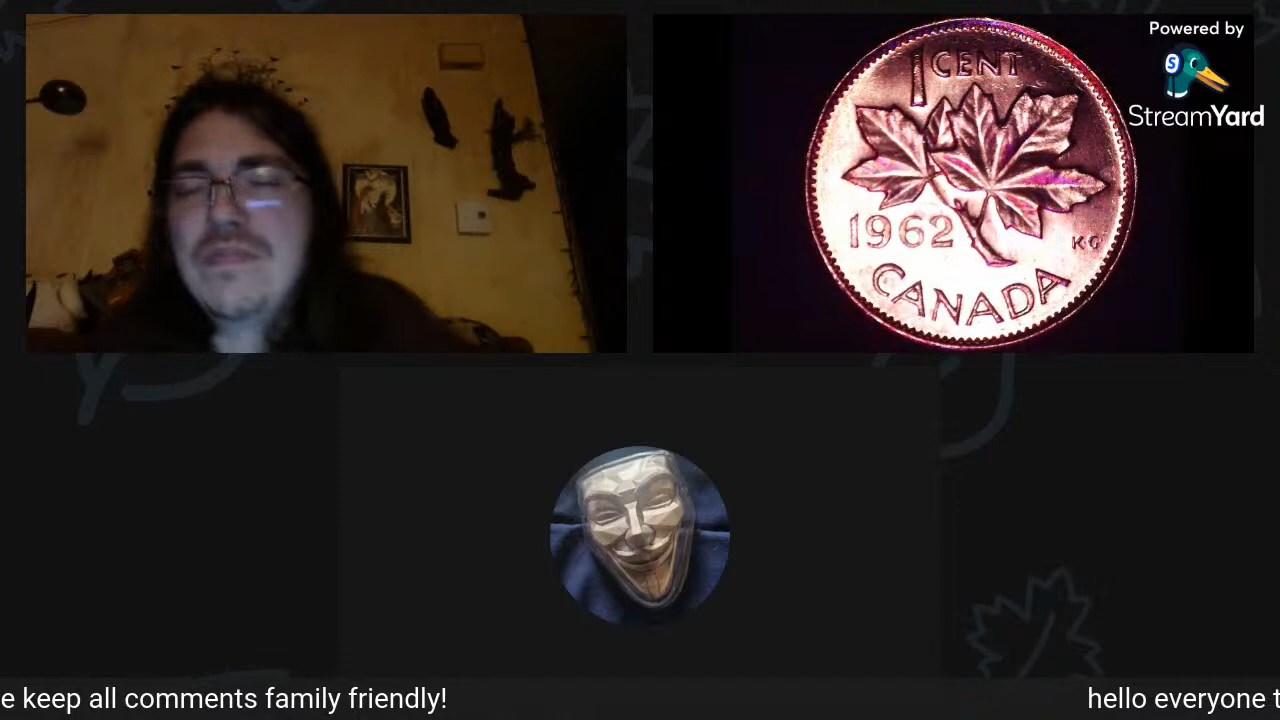 Powered by
StreamYard
1 CENT
1962
KG
CANADA
e keep all comments family friendly!
hello everyone t